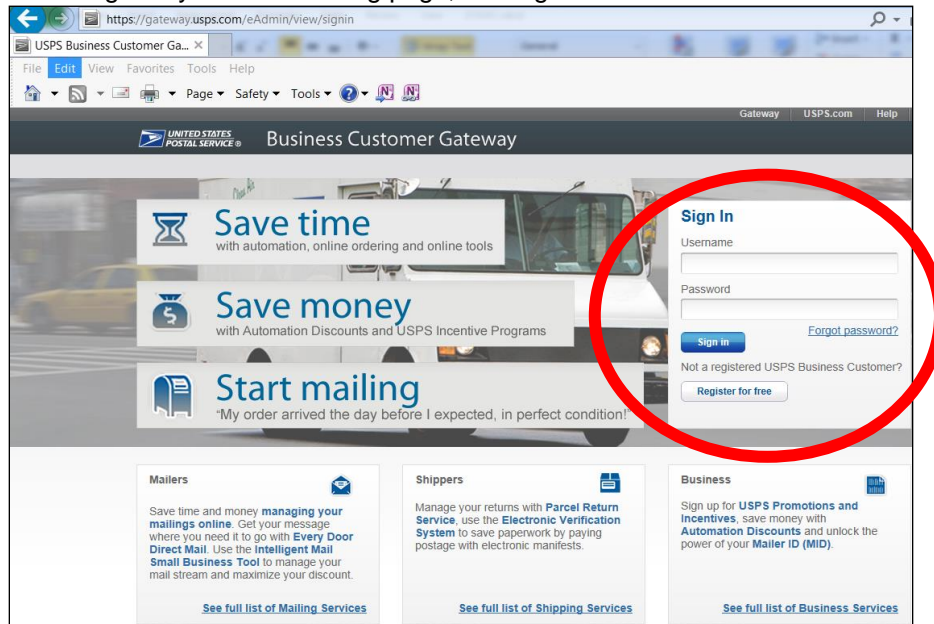 https://gateway.usps.com/eAdmin/view/signin
USPS Business Customer Ga... ×
File Edit View Favorites Tools Help
Page Safety Tools
Gateway USPS.com Help
UNITED STATES
POSTAL SERVICE ® Business Customer Gateway
Save time
with automation, online ordering and online tools
Save money
with Automation Discounts and USPS Incentive Programs
Start mailing
"My order arrived the day before I expected, in perfect condition!"
Sign In
Username
Password
Forgot password?
Sign in
Not a registered USPS Business Customer?
Register for free
Mailers
Save time and money managing your
mailings online. Get your message
where you need it to go with Every Door
Direct Mail. Use the Intelligent Mail
Small Business Tool to manage your
mail stream and maximize your discount.
See full list of Mailing Services
Shippers
Manage your returns with Parcel Return
Service, use the Electronic Verification
System to save paperwork by paying
postage with electronic manifests.
See full list of Shipping Services
Business
Sign up for USPS Promotions and
Incentives, save money with
Automation Discounts and unlock the
power of your Mailer ID (MID).
See full list of Business Services